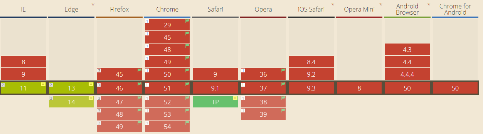 IE Edge Firefox Chrome Safari Opera iOS Safari Opera Mini Android Browser Chrome for Android
29
45
48 4.3
8 49 8.4 4.4
9 45 50 9 36 9.2 4.4.4
11 13 46 51 9.1 37 9.3 8 50 50
14 47 52 10 38
48 53 39
49 54